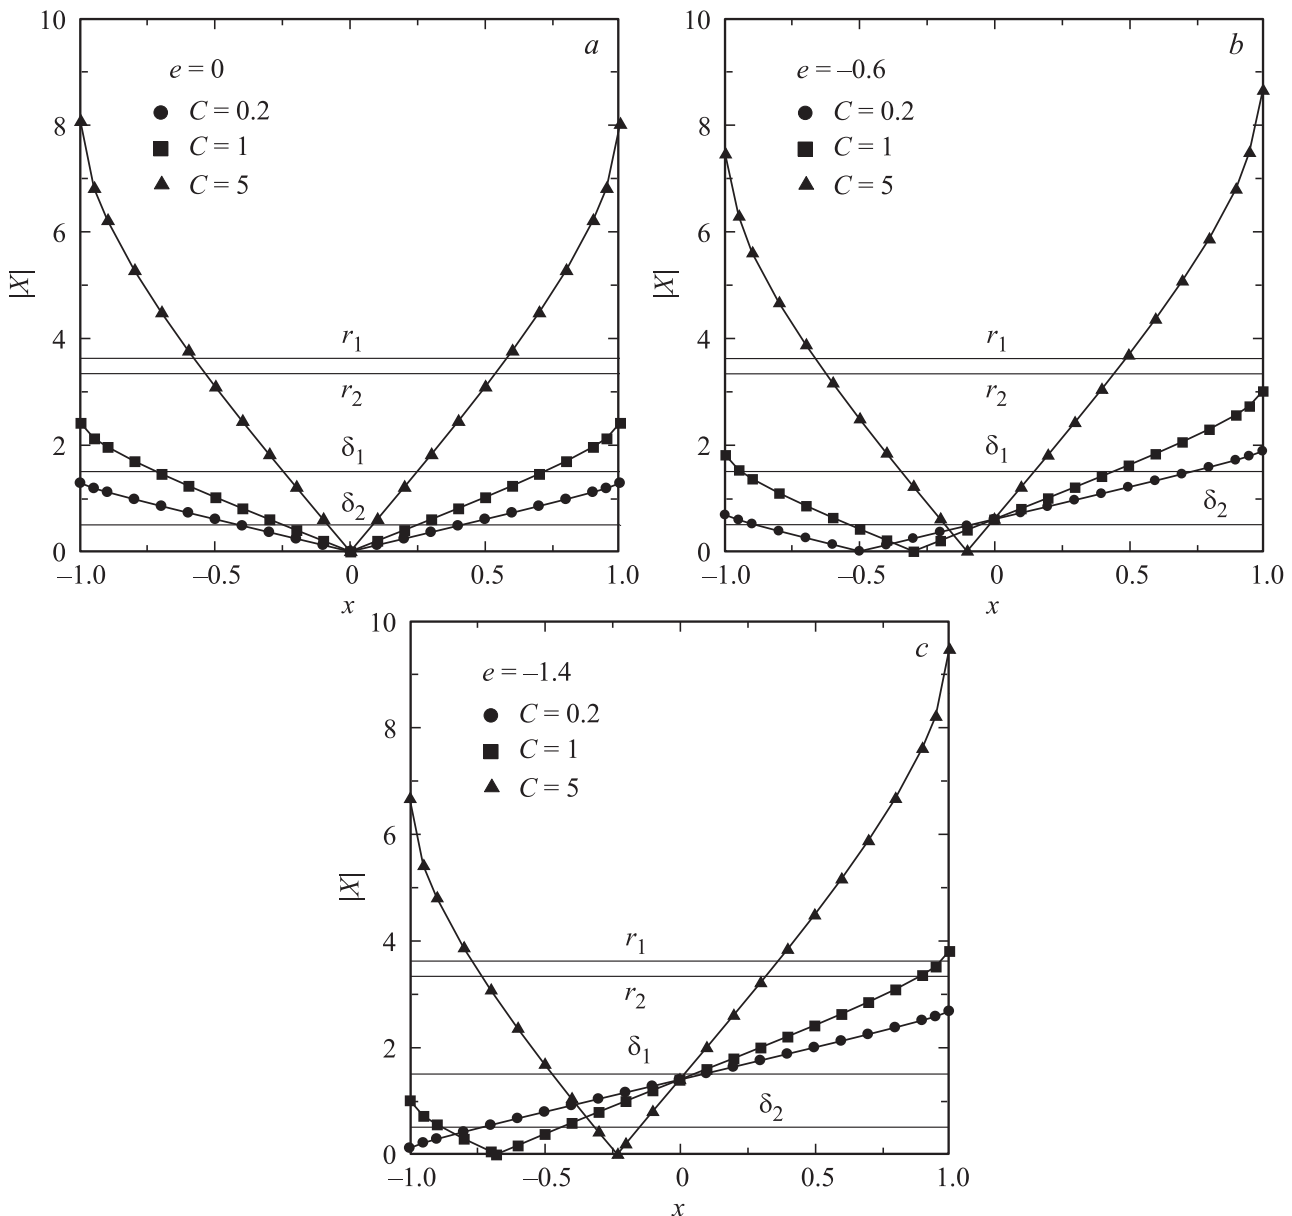 a
e = 0
C = 0.2
C = 1
C = 5
r1
r2
δ1
δ2
10
8
6
4
2
0
|X|
–1.0 –0.5 0 0.5 1.0
x
b
e = –0.6
C = 0.2
C = 1
C = 5
r1
r2
δ1
δ2
10
8
6
4
2
0
|X|
–1.0 –0.5 0 0.5 1.0
x
c
e = –1.4
C = 0.2
C = 1
C = 5
r1
r2
δ1
δ2
10
8
6
4
2
0
|X|
–1.0 –0.5 0 0.5 1.0
x